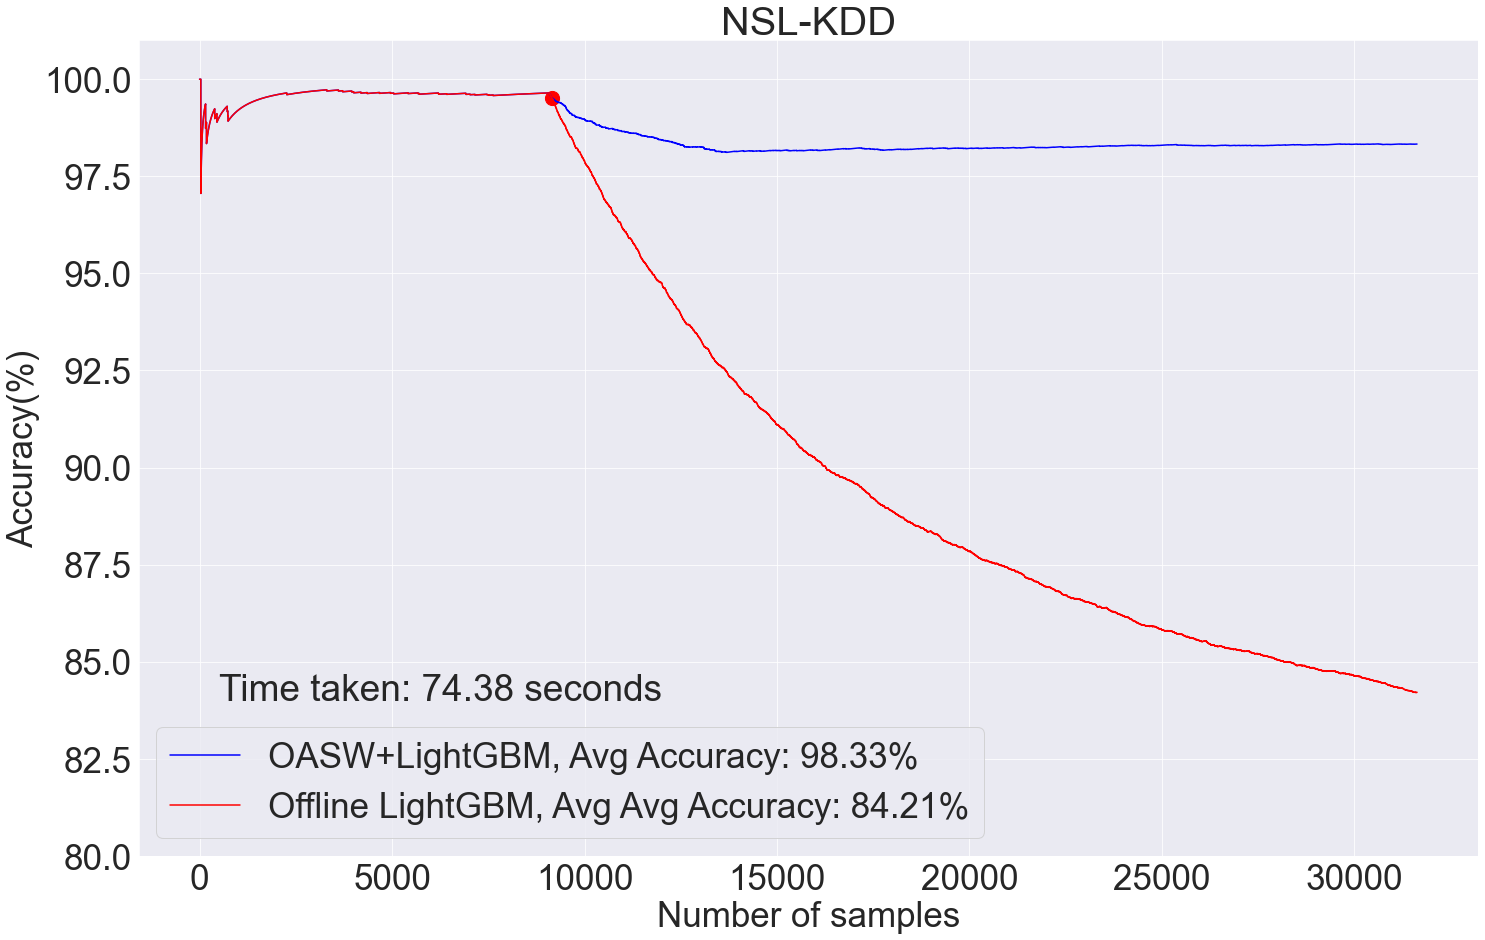 NSL-KDD
Accuracy(%)
100.0
97.5
95.0
92.5
90.0
87.5
85.0
82.5
80.0
Time taken: 74.38 seconds
OASW+LightGBM, Avg Accuracy: 98.33%
Offline LightGBM, Avg Avg Accuracy: 84.21%
0 5000 10000 15000 20000 25000 30000
Number of samples